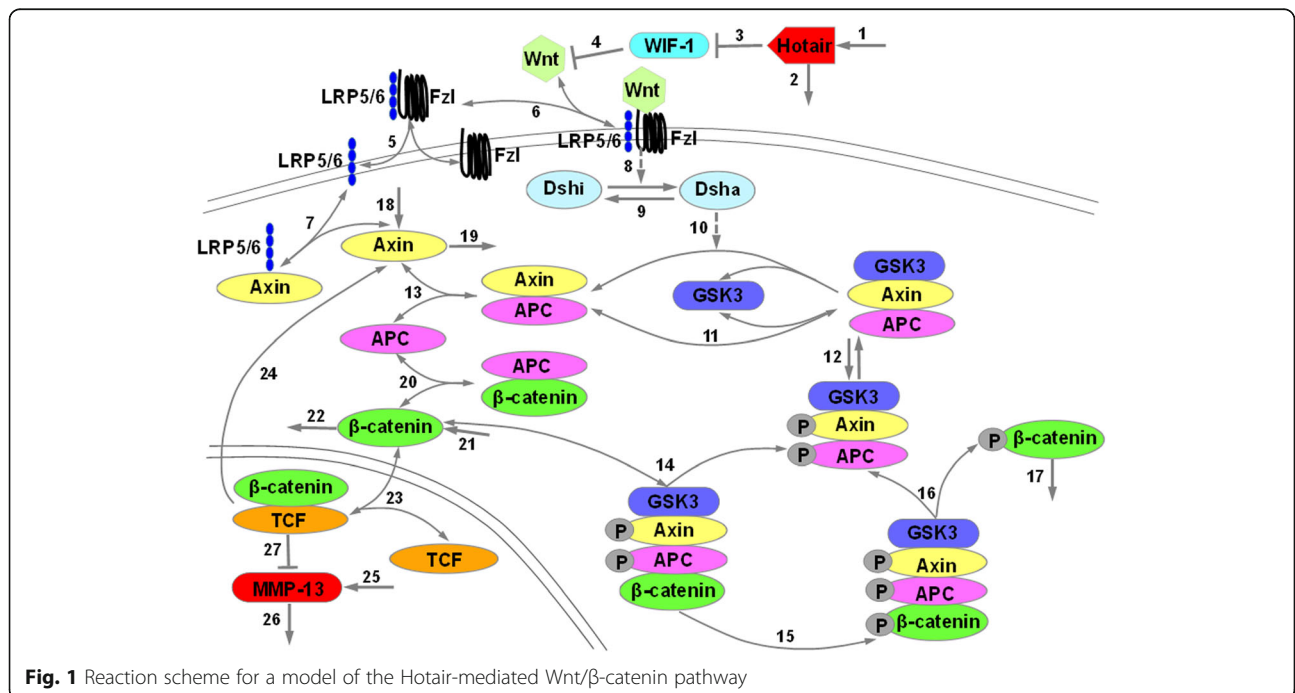 Wnt
4
WIF-1
3
Hotair
1
2
LRP5/6
Fzl
6
Wnt
LRP5/6
Fzl
5
LRP5/6
Fzl
8
Dshi
Dsha
9
7
18
LRP5/6
Axin
19
10
Axin
GSK3
Axin
APC
GSK3
Axin
APC
13
11
APC
12
24
20
APC
β-catenin
GSK3
P
Axin
P
APC
22
β-catenin
21
P
β-catenin
14
16
17
β-catenin
TCF
23
GSK3
P
Axin
P
APC
β-catenin
GSK3
P
Axin
P
APC
P
β-catenin
27
TCF
MMP-13
25
26
15
Fig. 1 Reaction scheme for a model of the Hotair-mediated Wnt/β-catenin pathway